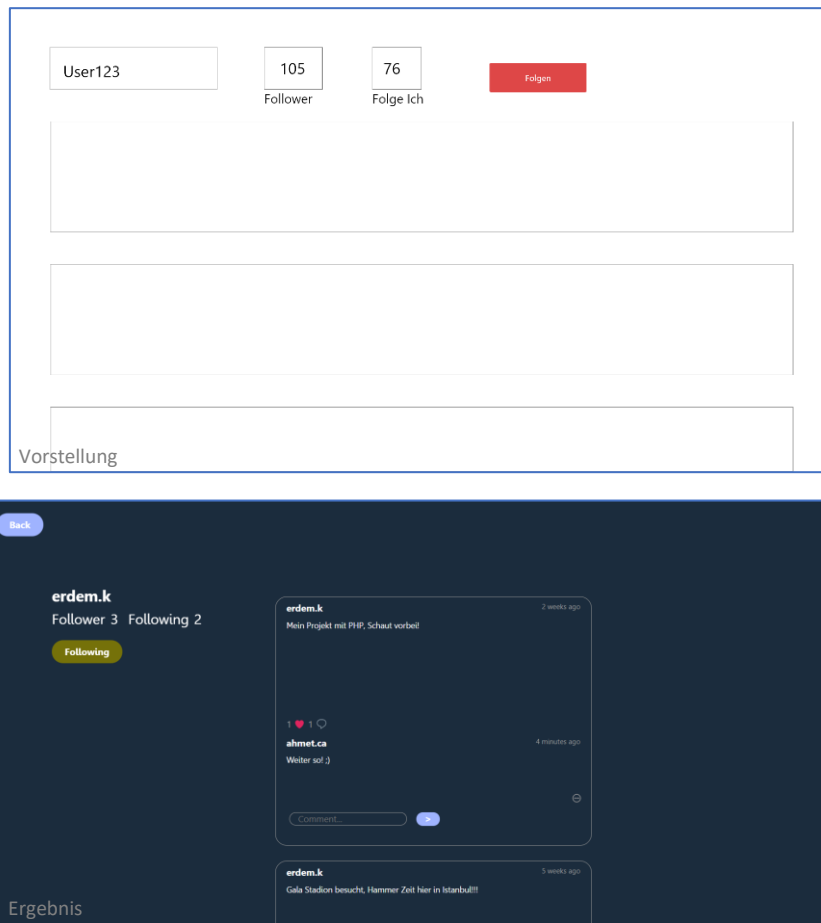 User123
105
76
Folgen
Follower
Folge Ich
Vorstellung
Back
erdem.k
Follower 3 Following 2
Following
erdem.k 2 weeks ago
Mein Projekt mit PHP, Schaut vorbei!
1 1
ahmet.ca 4 minutes ago
Weiter so! ;)
Comment... >
erdem.k 5 weeks ago
Gala Stadion besucht, Hammer Zeit hier in Istanbul!!!
Ergebnis